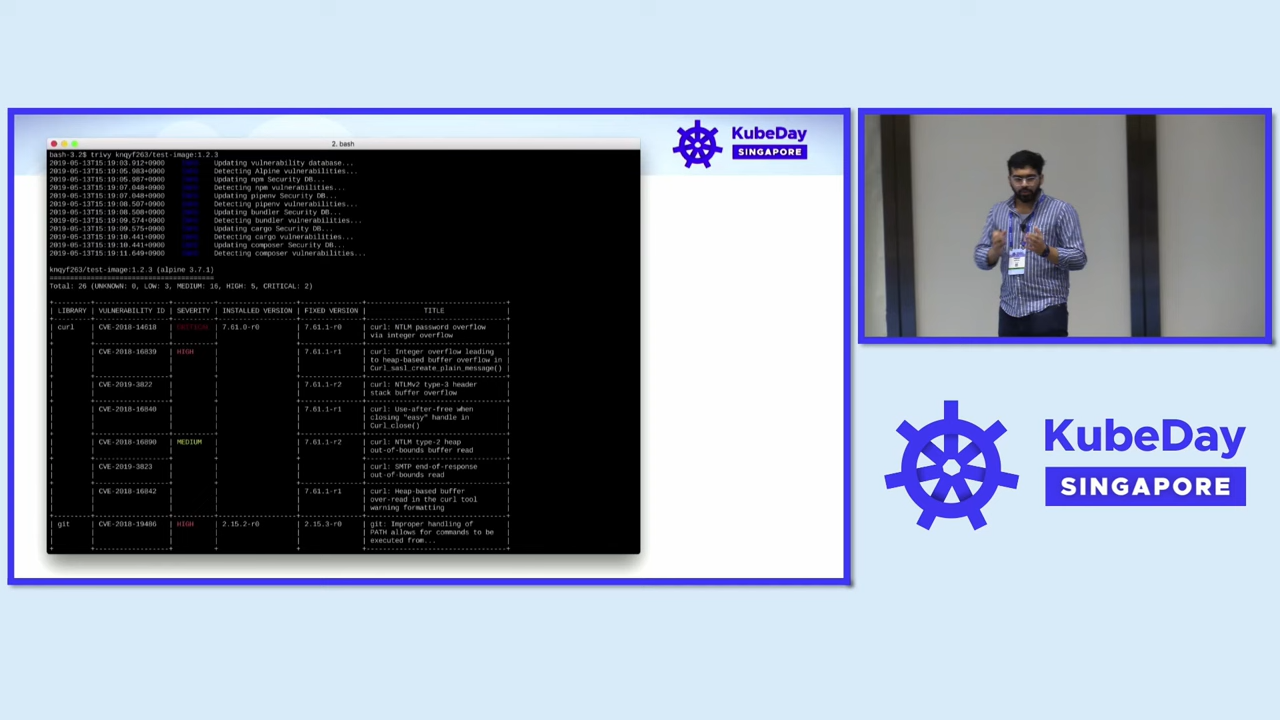 2. bash
bash-3.2$ trivy knqyf263/test-image:1.2.3
2019-05-13T15:19:03.912+0900 Updating vulnerability database...
2019-05-13T15:19:05.983+0900 Detecting Alpine vulnerabilities...
2019-05-13T15:19:05.987+0900 Updating npm Security DB...
2019-05-13T15:19:07.048+0900 Detecting npm vulnerabilities...
2019-05-13T15:19:07.048+0900 Updating pipenv Security DB...
2019-05-13T15:19:08.507+0900 Detecting pipenv vulnerabilities...
2019-05-13T15:19:08.508+0900 Updating bundler Security DB...
2019-05-13T15:19:09.574+0900 Detecting bundler vulnerabilities...
2019-05-13T15:19:09.575+0900 Updating cargo Security DB...
2019-05-13T15:19:10.441+0900 Detecting cargo vulnerabilities...
2019-05-13T15:19:10.441+0900 Updating composer Security DB...
2019-05-13T15:19:11.649+0900 Detecting composer vulnerabilities...
knqyf263/test-image:1.2.3 (alpine 3.7.1)
Total: 26 (UNKNOWN: 0, LOW: 3, MEDIUM: 16, HIGH: 5, CRITICAL: 2)
LIBRARY | VULNERABILITY ID | SEVERITY | INSTALLED VERSION | FIXED VERSION | TITLE
curl | CVE-2018-14618 | CRITICAL | 7.61.0-r0 | 7.61.1-r0 | curl: NTLM password overflow
via integer overflow
CVE-2018-16839 | HIGH | 7.61.1-r1 | curl: Integer overflow leading
to heap-based buffer overflow in
Curl_sasl_create_plain_message()
CVE-2019-3822 | 7.61.1-r2 | curl: NTLMv2 type-3 header
stack buffer overflow
CVE-2018-16840 | 7.61.1-r1 | curl: Use-after-free when
closing "easy" handle in
Curl_close()
CVE-2018-16890 | MEDIUM | 7.61.1-r2 | curl: NTLM type-2 heap
out-of-bounds buffer read
CVE-2019-3823 | curl: SMTP end-of-response
out-of-bounds read
CVE-2018-16842 | 7.61.1-r1 | curl: Heap-based buffer
over-read in the curl tool
warning formatting
git | CVE-2018-19486 | HIGH | 2.15.2-r0 | 2.15.3-r0 | git: Improper handling of
PATH allows for commands to be
executed from...
KubeDay
SINGAPORE
KubeDay
SINGAPORE